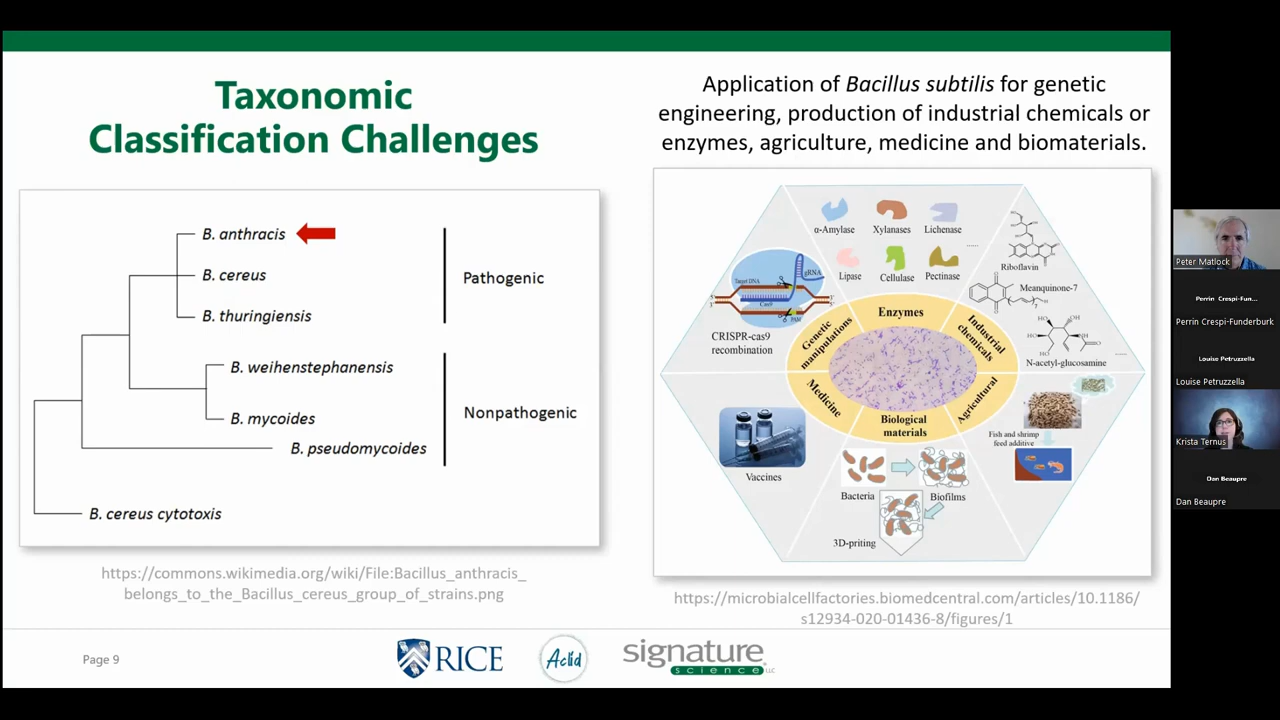 Taxonomic
Classification Challenges
B. anthracis
B. cereus
B. thuringiensis
Pathogenic
B. weihenstephanensis
B. mycoides
B. pseudomycoides
Nonpathogenic
B. cereus cytotoxis
https://commons.wikimedia.org/wiki/File:Bacillus_anthracis_
belongs_to_the_Bacillus_cereus_group_of_strains.png
Application of Bacillus subtilis for genetic
engineering, production of industrial chemicals or
enzymes, agriculture, medicine and biomaterials.
α-Amylase
Xylanases
Lichenase
Lipase
Cellulase
Pectinase
......
Enzymes
Target DNA
gRNA
Cas9
PAM
5'
3'
CRISPR-cas9
recombination
Genetic
manipulations
Riboflavin
Meanquinone-7
N-acetyl-glucosamine
Industrial
chemicals
Medicine
Vaccines
Biological
materials
Bacteria
Biofilms
3D-priting
Agricultural
Fish and shrimp
feed additive
https://microbialcellfactories.biomedcentral.com/articles/10.1186/
s12934-020-01436-8/figures/1
Page 9
RICE
Aclid
signature
science LLC
Peter Matlock
Perrin Crespi-Fun...
Perrin Crespi-Funderburk
Louise Petruzzella
Louise Petruzzella
Krista Ternus
Dan Beaupre
Dan Beaupre